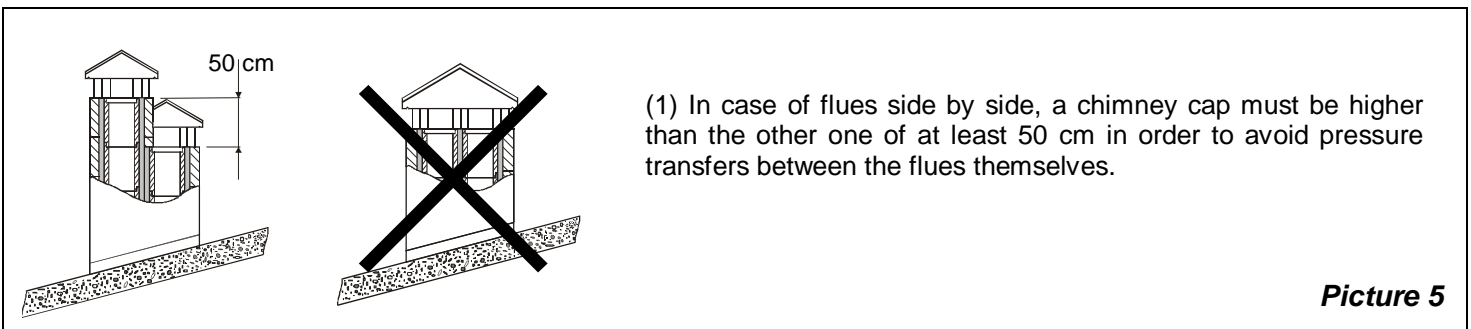 50 cm
(1) In case of flues side by side, a chimney cap must be higher
than the other one of at least 50 cm in order to avoid pressure
transfers between the flues themselves.
Picture 5